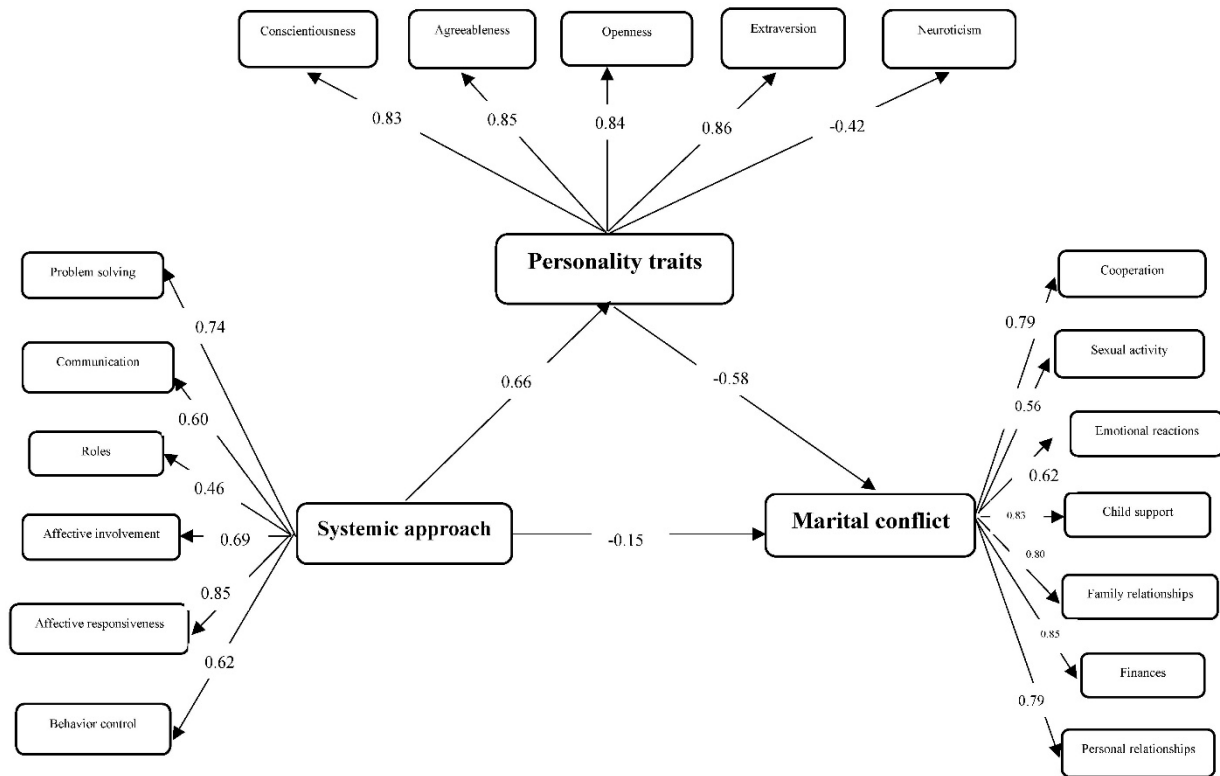 Conscientiousness
Agreeableness
Openness
Extraversion
Neuroticism
0.83
0.85
0.84
0.86
-0.42
Personality traits
Problem solving
Communication
Roles
Affective involvement
Affective responsiveness
Behavior control
0.74
0.60
0.46
0.69
0.85
0.62
Systemic approach
0.66
-0.58
-0.15
Marital conflict
0.79
0.56
0.62
0.83
0.80
0.85
0.79
Cooperation
Sexual activity
Emotional reactions
Child support
Family relationships
Finances
Personal relationships